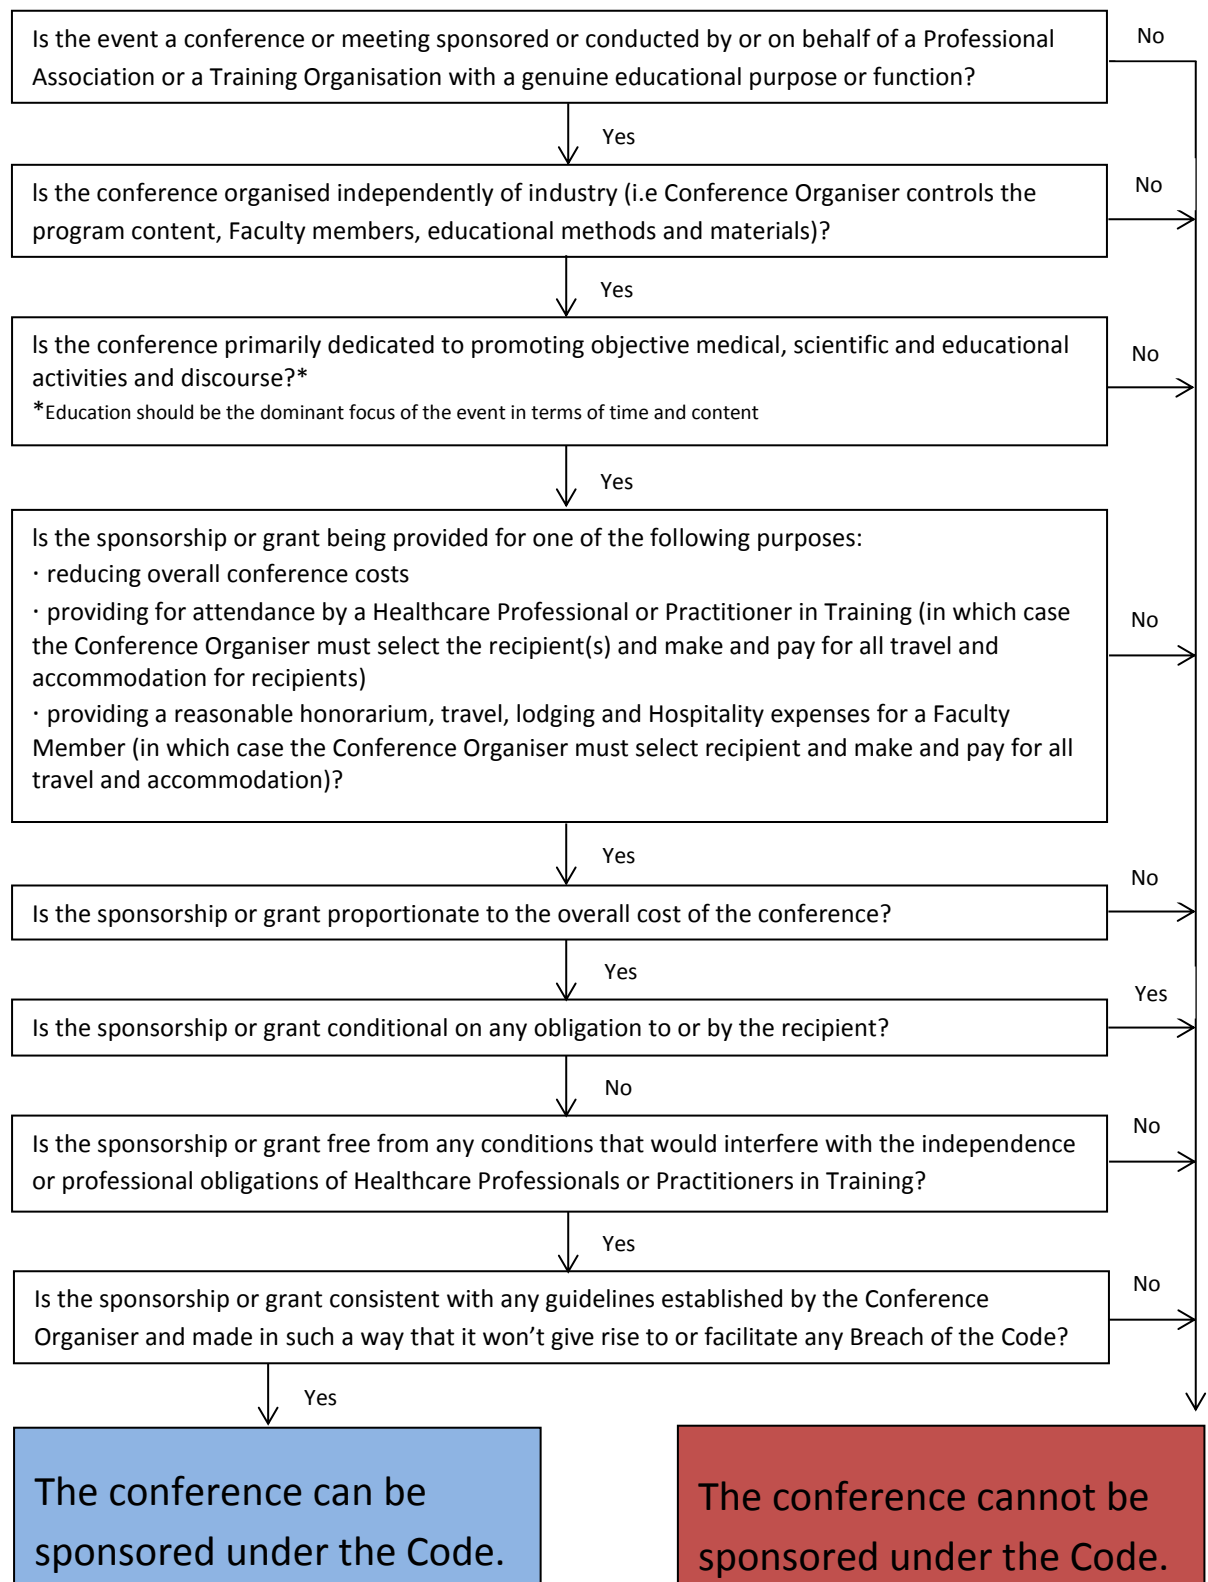 Is the event a conference or meeting sponsored or conducted by or on behalf of a Professional
Association or a Training Organisation with a genuine educational purpose or function?
No
Yes
Is the conference organised independently of industry (i.e Conference Organiser controls the
program content, Faculty members, educational methods and materials)?
No
Yes
Is the conference primarily dedicated to promoting objective medical, scientific and educational
activities and discourse?*
*Education should be the dominant focus of the event in terms of time and content
No
Yes
Is the sponsorship or grant being provided for one of the following purposes:
· reducing overall conference costs
· providing for attendance by a Healthcare Professional or Practitioner in Training (in which case
the Conference Organiser must select the recipient(s) and make and pay for all travel and
accommodation for recipients)
· providing a reasonable honorarium, travel, lodging and Hospitality expenses for a Faculty
Member (in which case the Conference Organiser must select recipient and make and pay for all
travel and accommodation)?
No
Yes
Is the sponsorship or grant proportionate to the overall cost of the conference?
No
Yes
Is the sponsorship or grant conditional on any obligation to or by the recipient?
Yes
No
Is the sponsorship or grant free from any conditions that would interfere with the independence
or professional obligations of Healthcare Professionals or Practitioners in Training?
No
Yes
Is the sponsorship or grant consistent with any guidelines established by the Conference
Organiser and made in such a way that it won’t give rise to or facilitate any Breach of the Code?
No
Yes
The conference can be
sponsored under the Code.
The conference cannot be
sponsored under the Code.